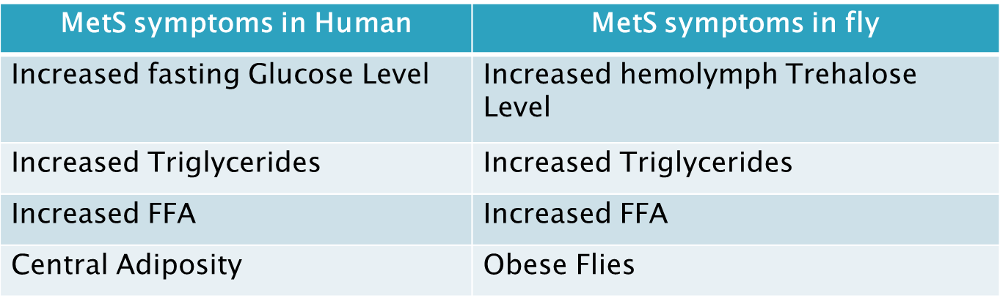 MetS symptoms in Human
MetS symptoms in fly
Increased fasting Glucose Level
Increased hemolymph Trehalose
Level
Increased Triglycerides
Increased Triglycerides
Increased FFA
Increased FFA
Central Adiposity
Obese Flies